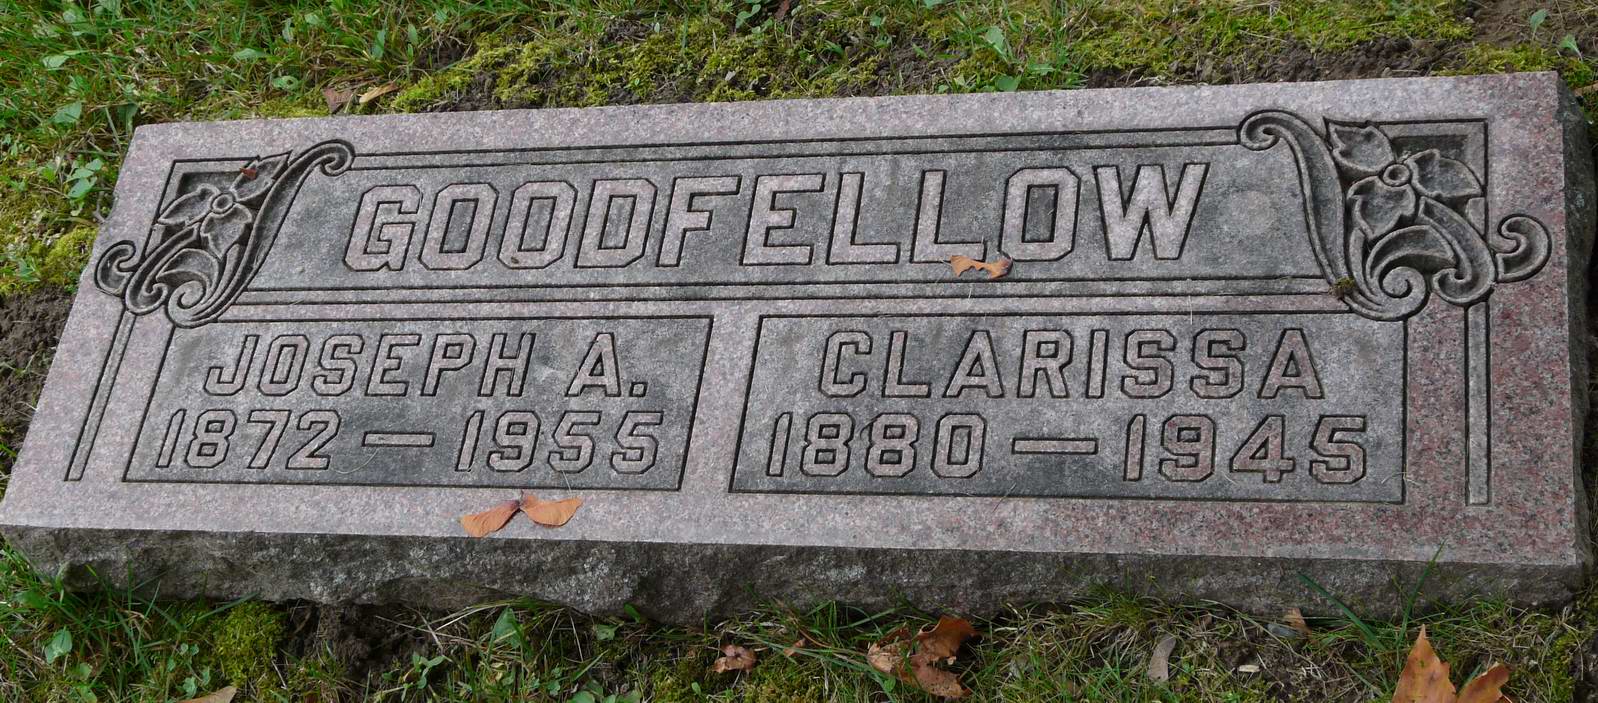 GOODFELLOW
JOSEPH A. CLARISSA
1872 — 1955 1880 — 1945